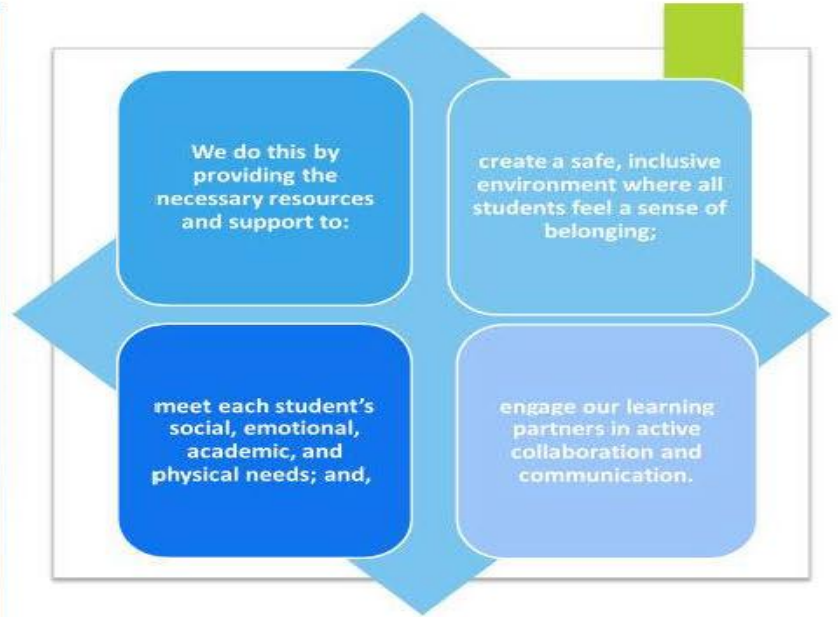 We do this by
providing the
necessary resources
and support to:
create a safe, inclusive
environment where all
students feel a sense of
belonging;
meet each student's
social, emotional,
academic, and
physical needs; and,
engage our learning
partners in active
collaboration and
communication.